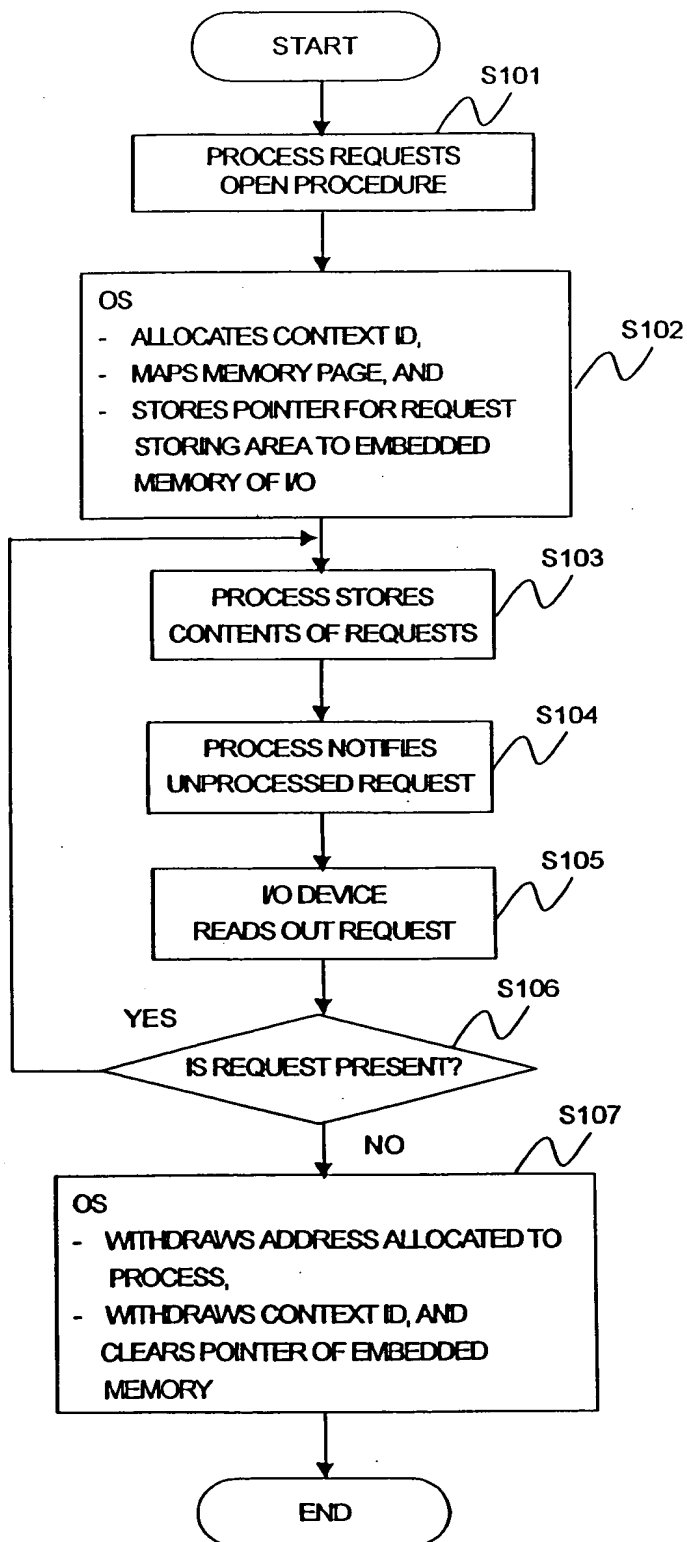 START
S101
PROCESS REQUESTS
OPEN PROCEDURE
S102
OS
- ALLOCATES CONTEXT ID,
- MAPS MEMORY PAGE, AND
- STORES POINTER FOR REQUEST
STORING AREA TO EMBEDDED
MEMORY OF I/O
S103
PROCESS STORES
CONTENTS OF REQUESTS
S104
PROCESS NOTIFIES
UNPROCESSED REQUEST
S105
I/O DEVICE
READS OUT REQUEST
S106
YES
IS REQUEST PRESENT?
NO
S107
OS
- WITHDRAWS ADDRESS ALLOCATED TO
PROCESS,
- WITHDRAWS CONTEXT ID, AND
CLEARS POINTER OF EMBEDDED
MEMORY
END